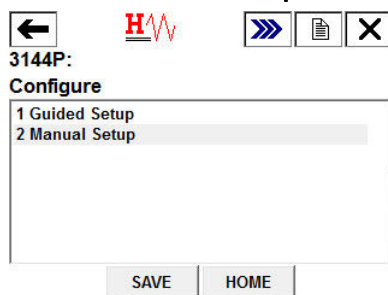 H
3144P:
Configure
1 Guided Setup
2 Manual Setup
SAVE HOME